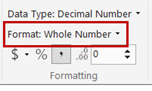 Data Type: Decimal Number
Format: Whole Number
$ % , .00 0
Formatting